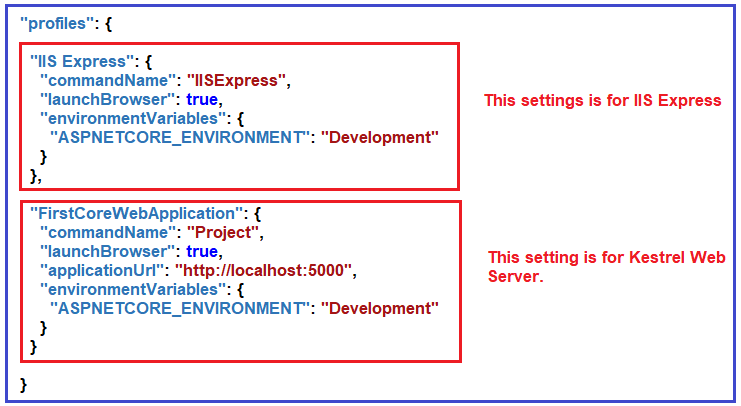 "profiles": {
"IIS Express": {
"commandName": "IISExpress",
"launchBrowser": true,
"environmentVariables": {
"ASPNETCORE_ENVIRONMENT": "Development"
}
},
This settings is for IIS Express
"FirstCoreWebApplication": {
"commandName": "Project",
"launchBrowser": true,
"applicationUrl": "http://localhost:5000",
"environmentVariables": {
"ASPNETCORE_ENVIRONMENT": "Development"
}
}
This setting is for Kestrel Web
Server.
}